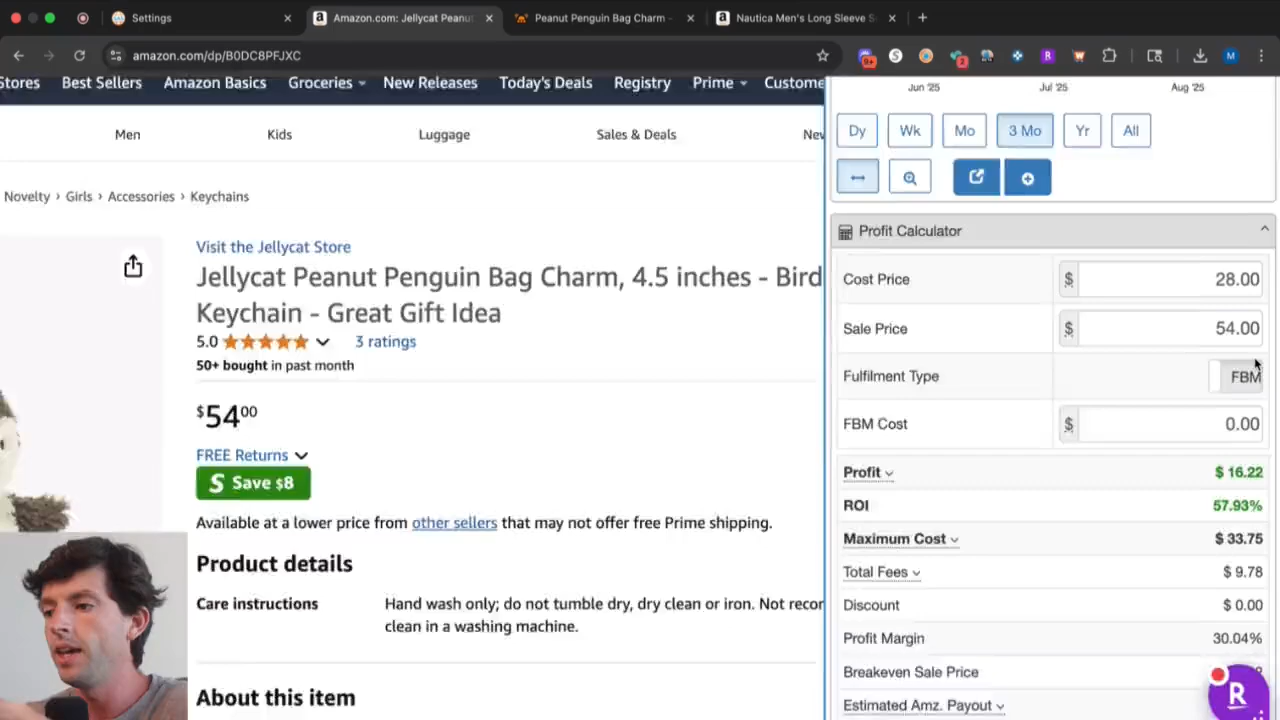 Settings
Amazon.com: Jellycat Peanut
Peanut Penguin Bag Charm –
Nautica Men's Long Sleeve S
amazon.com/dp/B0DC8PFJXC
Stores Best Sellers Amazon Basics Groceries New Releases Today's Deals Registry Prime Custome
Men Kids Luggage Sales & Deals Nev
Novelty › Girls › Accessories › Keychains
Visit the Jellycat Store
Jellycat Peanut Penguin Bag Charm, 4.5 inches - Bird
Keychain - Great Gift Idea
5.0 3 ratings
50+ bought in past month
$54 00
FREE Returns
S Save $8
Available at a lower price from other sellers that may not offer free Prime shipping.
Product details
Care instructions Hand wash only; do not tumble dry, dry clean or iron. Not recor
clean in a washing machine.
About this item
Jun '25 Jul '25 Aug '25
Dy Wk Mo 3 Mo Yr All
Profit Calculator
Cost Price $ 28.00
Sale Price $ 54.00
Fulfilment Type FBM
FBM Cost $ 0.00
Profit $ 16.22
ROI 57.93%
Maximum Cost $ 33.75
Total Fees $ 9.78
Discount $ 0.00
Profit Margin 30.04%
Breakeven Sale Price
Estimated Amz. Payout
R